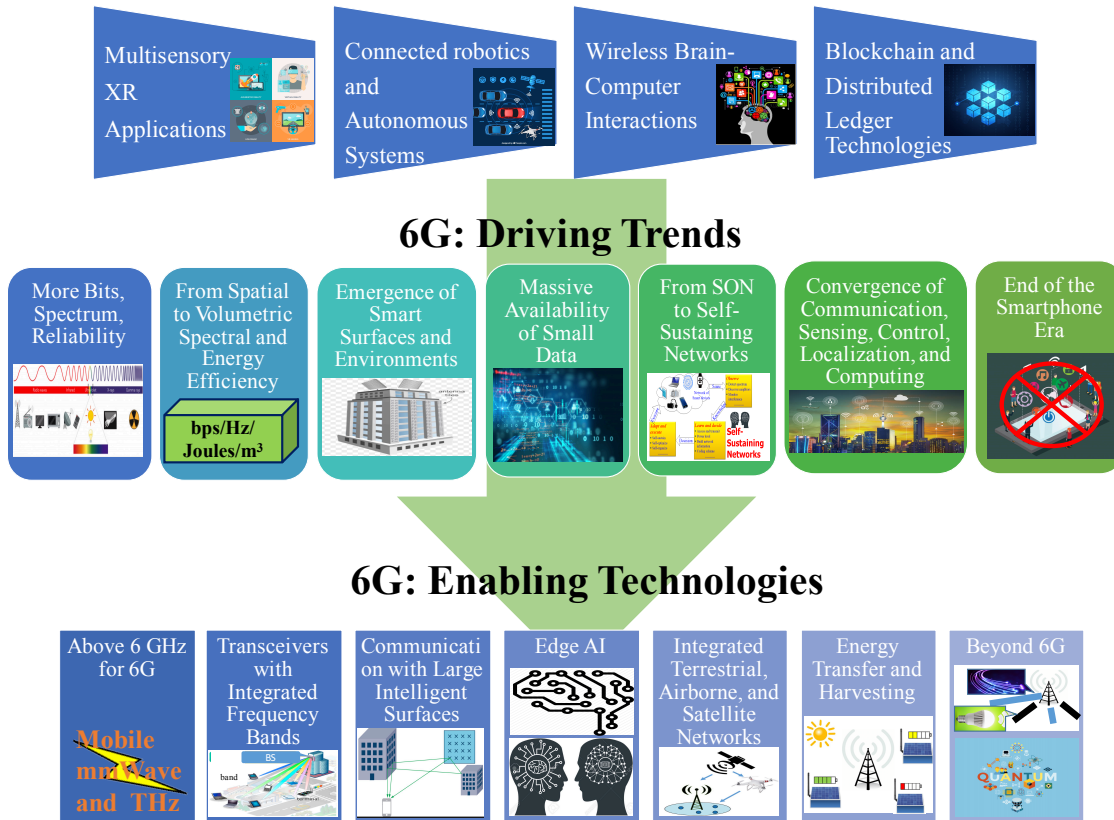 Multisensory
XR
Applications
Connected robotics
and
Autonomous
Systems
Wireless Brain-
Computer
Interactions
Blockchain and
Distributed
Ledger
Technologies
6G: Driving Trends
More Bits,
Spectrum,
Reliability
From Spatial
to Volumetric
Spectral and
Energy
Efficiency
bps/Hz/
Joules/m³
Emergence of
Smart
Surfaces and
Environments
Massive
Availability
of Small
Data
From SON
to Self-
Sustaining
Networks
Self-
Sustaining
Networks
Convergence of
Communication,
Sensing, Control,
Localization, and
Computing
End of the
Smartphone
Era
6G: Enabling Technologies
Above 6 GHz
for 6G
Mobile
mmWave
and THz
Transceivers
with
Integrated
Frequency
Bands
BS
band
Communicati
on with Large
Intelligent
Surfaces
Edge AI
Integrated
Terrestrial,
Airborne, and
Satellite
Networks
Energy
Transfer and
Harvesting
Beyond 6G
QUANTUM